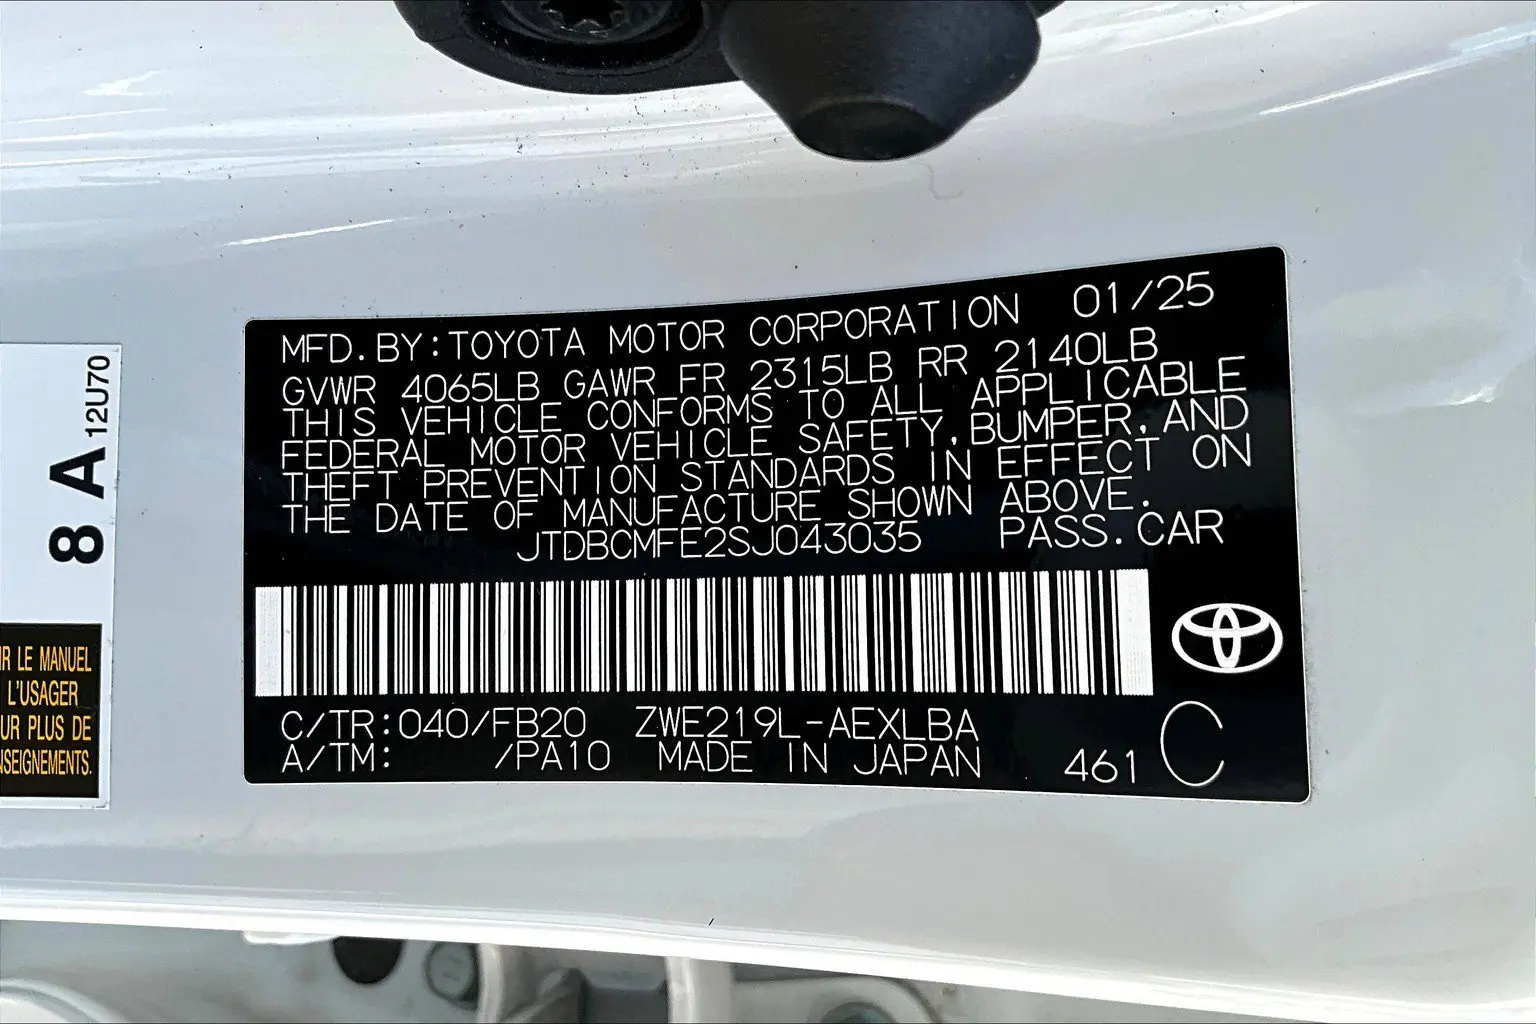 8 A 12U70
R LE MANUEL
L'USAGER
UR PLUS DE
NSEIGNEMENTS.
MFD.BY:TOYOTA MOTOR CORPORATION 01/25
GVWR 4065LB GAWR FR 2315LB RR 2140LB
THIS VEHICLE CONFORMS TO ALL APPLICABLE
FEDERAL MOTOR VEHICLE SAFETY,BUMPER,AND
THEFT PREVENTION STANDARDS IN EFFECT ON
THE DATE OF MANUFACTURE SHOWN ABOVE.
JTDBCMFE2SJ043035 PASS.CAR
C/TR:040/FB20 ZWE219L-AEXLBA
A/TM: /PA10 MADE IN JAPAN 461 C